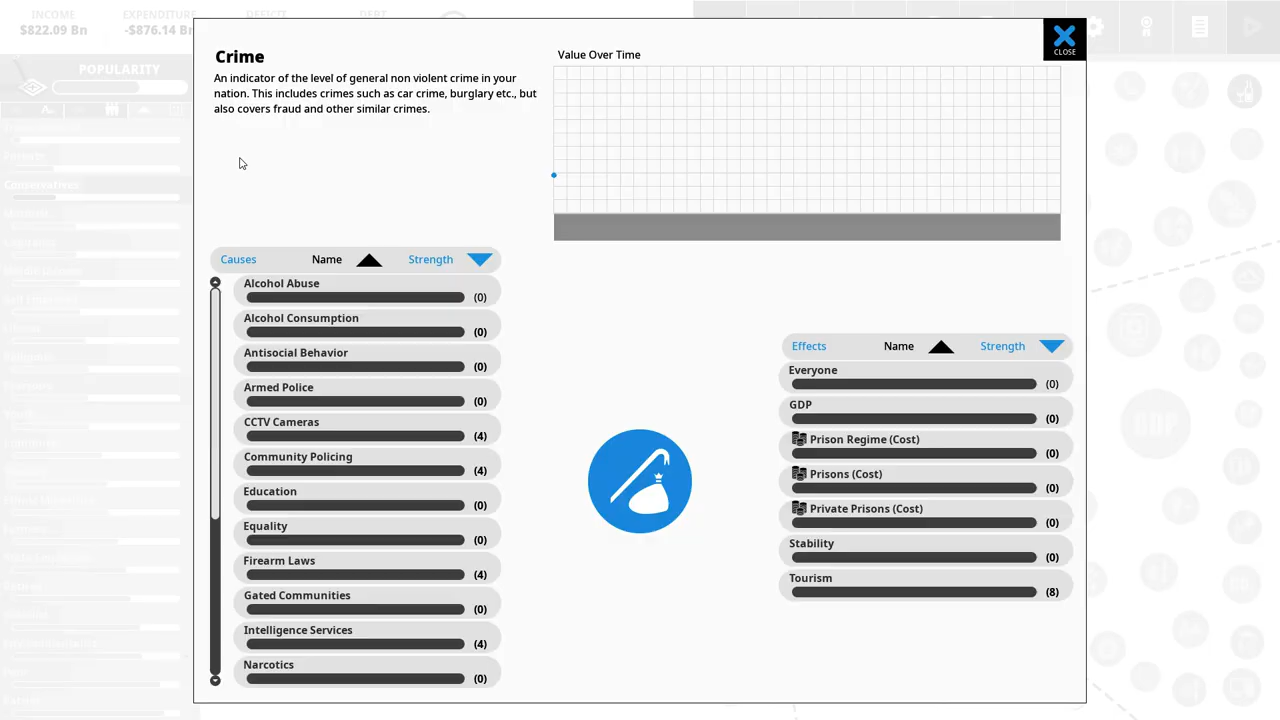 INCOME
EXPENDITURE
DEFICIT
DEBT
$822.09 Bn
-$876.14 Bn
POPULARITY
Parents
Conservatives
Crime
An indicator of the level of general non violent crime in your
nation. This includes crimes such as car crime, burglary etc., but
also covers fraud and other similar crimes.
Value Over Time
CLOSE
Causes
Name
Strength
Alcohol Abuse
(0)
Alcohol Consumption
(0)
Antisocial Behavior
(0)
Armed Police
(0)
CCTV Cameras
(4)
Community Policing
(4)
Education
(0)
Equality
(0)
Firearm Laws
(4)
Gated Communities
(0)
Intelligence Services
(4)
Narcotics
(0)
Effects
Name
Strength
Everyone
(0)
GDP
(0)
Prison Regime (Cost)
(0)
Prisons (Cost)
(0)
Private Prisons (Cost)
(0)
Stability
(0)
Tourism
(8)
GDP